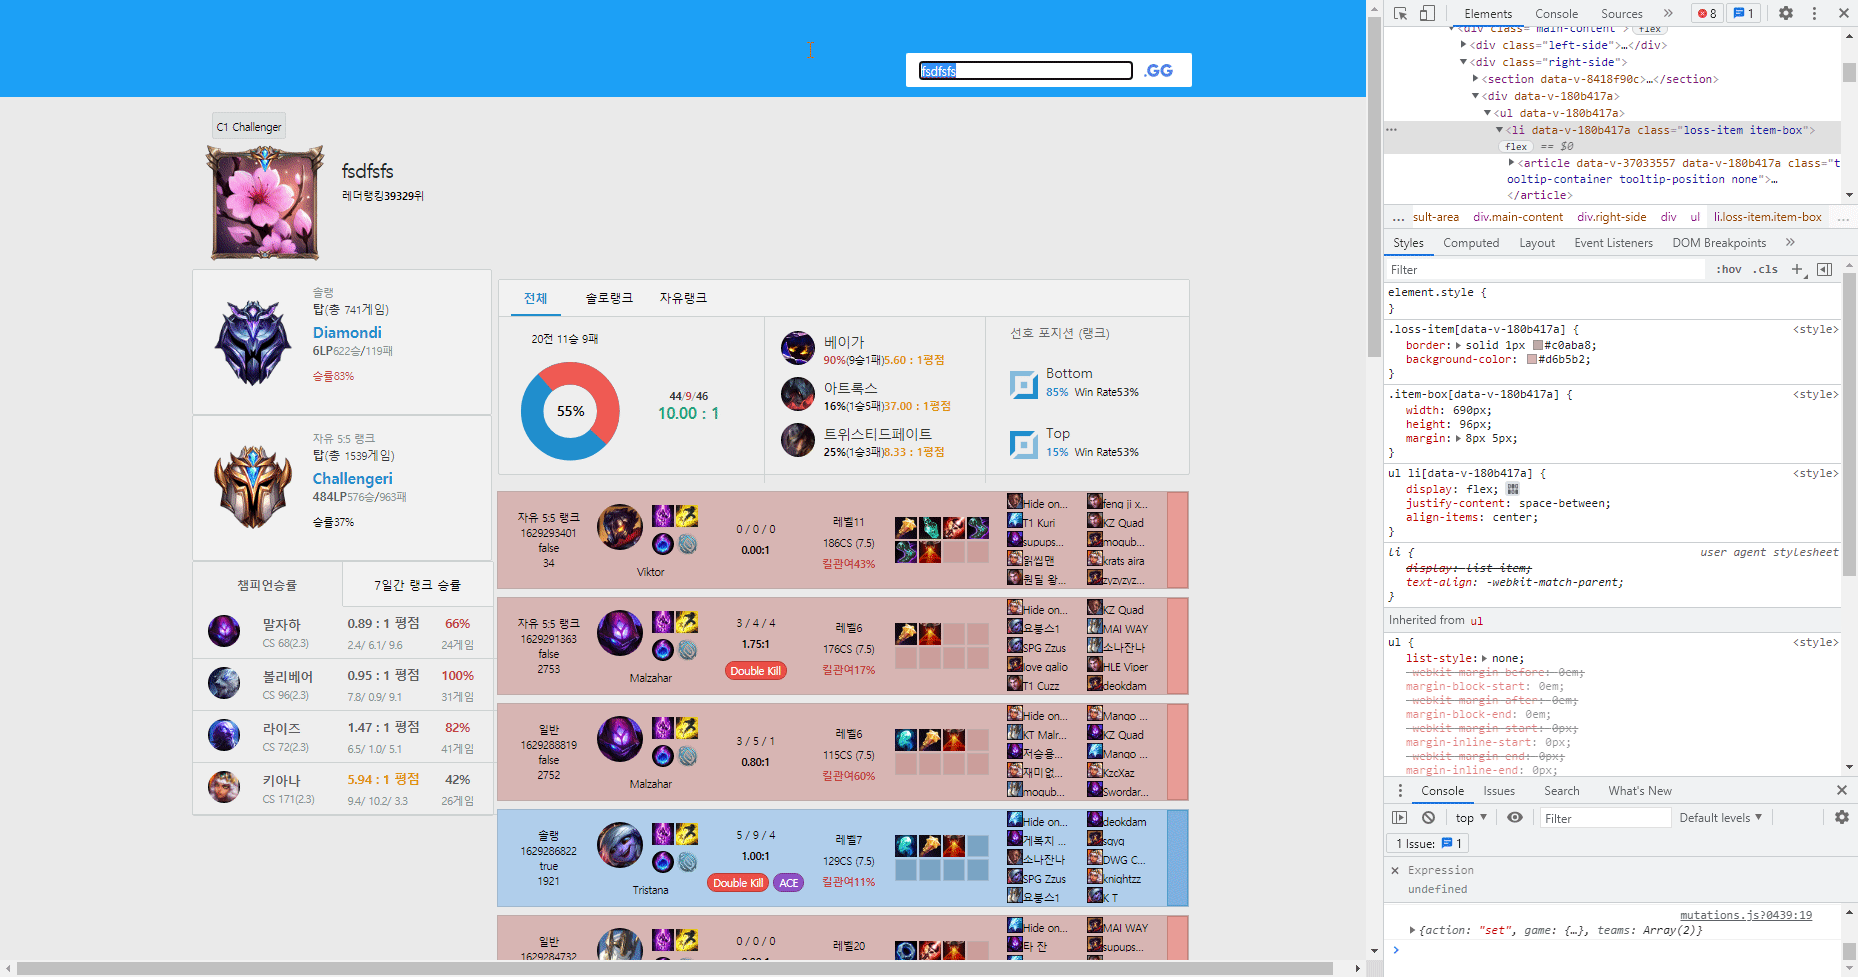 fsdfsfs
.GG
C1 Challenger
fsdfsfs
레더랭킹39329위
솔랭
탑(총 741게임)
Diamondi
6LP622승/119패
승률83%
자유 5:5 랭크
탑(총 1539게임)
Challengeri
484LP576승/963패
승률37%
챔피언승률
7일간 랭크 승률
말자하
CS 68(2.3)
0.89 : 1 평점
2.4/ 6.1/ 9.6
66%
24게임
볼리베어
CS 96(2.3)
0.95 : 1 평점
7.8/ 0.9/ 9.1
100%
31게임
라이즈
CS 72(2.3)
1.47 : 1 평점
6.5/ 1.0/ 5.1
82%
41게임
키아나
CS 171(2.3)
5.94 : 1 평점
9.4/ 10.2/ 3.3
42%
26게임
전체
솔로랭크
자유랭크
20전 11승 9패
55%
44/9/46
10.00 : 1
베이가
90%(9승1패)5.60 : 1평점
아트록스
16%(1승5패)37.00 : 1평점
트위스티드페이트
25%(1승3패)8.33 : 1평점
선호 포지션 (랭크)
Bottom
85% Win Rate53%
Top
15% Win Rate53%
자유 5:5 랭크
1629293401
false
34
Viktor
0 / 0 / 0
0.00:1
레벨11
186CS (7.5)
킬관여43%
Hide on...
T1 Kuri
supups...
읽씹맨
원딜 왕...
feng ji x...
KZ Quad
moqub...
krats aira
zyzyzyz...
자유 5:5 랭크
1629291363
false
2753
Malzahar
3 / 4 / 4
1.75:1
Double Kill
레벨6
176CS (7.5)
킬관여17%
Hide on...
요붕스1
SPG Zzus
love galio
T1 Cuzz
KZ Quad
MAI WAY
소나잔나
HLE Viper
deokdam
일반
1629288819
false
2752
Malzahar
3 / 5 / 1
0.80:1
레벨6
115CS (7.5)
킬관여60%
Hide on...
KT Malr...
저승용...
재미없...
moqub...
Mango ...
KZ Quad
Mango ...
KzcXaz
Swordar...
솔랭
1629286822
true
1921
Tristana
5 / 9 / 4
1.00:1
Double Kill
ACE
레벨7
129CS (7.5)
킬관여11%
Hide on...
게복치 ...
소나잔나
SPG Zzus
요붕스1
deokdam
sgyq
DWG C...
knightzz
K T
일반
1629284732
0 / 0 / 0
레벨20
Hide on...
타 잔
MAI WAY
supups...
Elements
Console
Sources
8
1
<div class="main-content"> flex
<div class="left-side">…</div>
<div class="right-side">
<section data-v-8418f90c>…</section>
<div data-v-180b417a>
<ul data-v-180b417a>
<li data-v-180b417a class="loss-item item-box">
flex == $0
<article data-v-37033557 data-v-180b417a class="t
ooltip-container tooltip-position none">…
</article>
... sult-area div.main-content div.right-side div ul li.loss-item.item-box ...
Styles
Computed
Layout
Event Listeners
DOM Breakpoints
Filter
:hov .cls
element.style {
}
.loss-item[data-v-180b417a] { <style>
border: solid 1px #c0aba8;
background-color: #d6b5b2;
}
.item-box[data-v-180b417a] { <style>
width: 690px;
height: 96px;
margin: 8px 5px;
}
ul li[data-v-180b417a] { <style>
display: flex;
justify-content: space-between;
align-items: center;
}
li { user agent stylesheet
display: list-item;
text-align: -webkit-match-parent;
}
Inherited from ul
ul { <style>
list-style: none;
-webkit-margin-before: 0em;
margin-block-start: 0em;
-webkit-margin-after: 0em;
margin-block-end: 0em;
-webkit-margin-start: 0px;
margin-inline-start: 0px;
-webkit-margin-end: 0px;
margin-inline-end: 0px;
Console
Issues
Search
What's New
top
Filter
Default levels
1 Issue: 1
Expression
undefined
mutations.js?0439:19
{action: "set", game: {…}, teams: Array(2)}